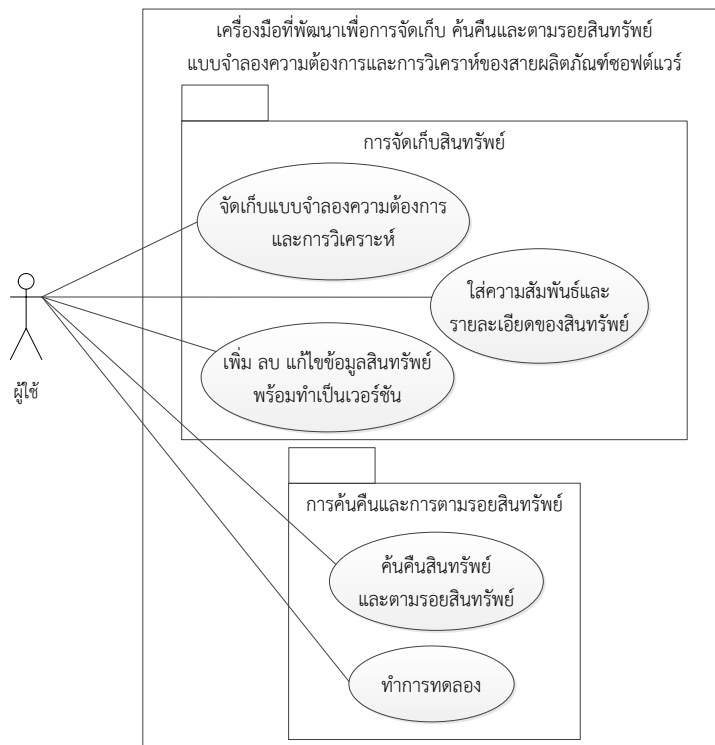 เครื่องมือที่พัฒนาเพื่อการจัดเก็บ ค้นคืนและตามรอยสินทรัพย์
แบบจำลองความต้องการและการวิเคราห์ของสายผลิตภัณฑ์ซอฟต์แวร์
การจัดเก็บสินทรัพย์
จัดเก็บแบบจำลองความต้องการ
และการวิเคราะห์
ใส่ความสัมพันธ์และ
รายละเอียดของสินทรัพย์
เพิ่ม ลบ แก้ไขข้อมูลสินทรัพย์
พร้อมทำเป็นเวอร์ชัน
ผู้ใช้
การค้นคืนและการตามรอยสินทรัพย์
ค้นคืนสินทรัพย์
และตามรอยสินทรัพย์
ทำการทดลอง